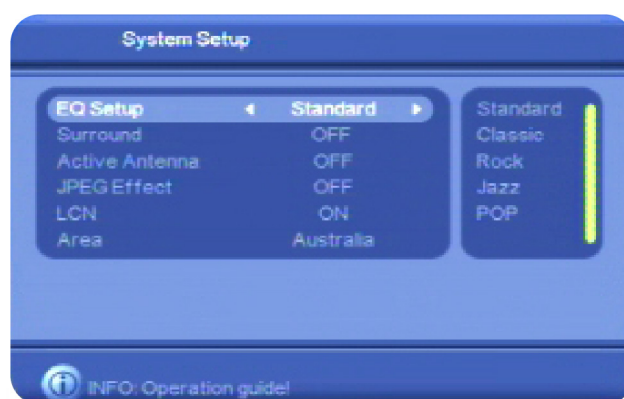 System Setup
EQ Setup Standard
Surround OFF
Active Antenna OFF
JPEG Effect OFF
LCN ON
Area Australia
Standard
Classic
Rock
Jazz
POP
INFO: Operation guide!